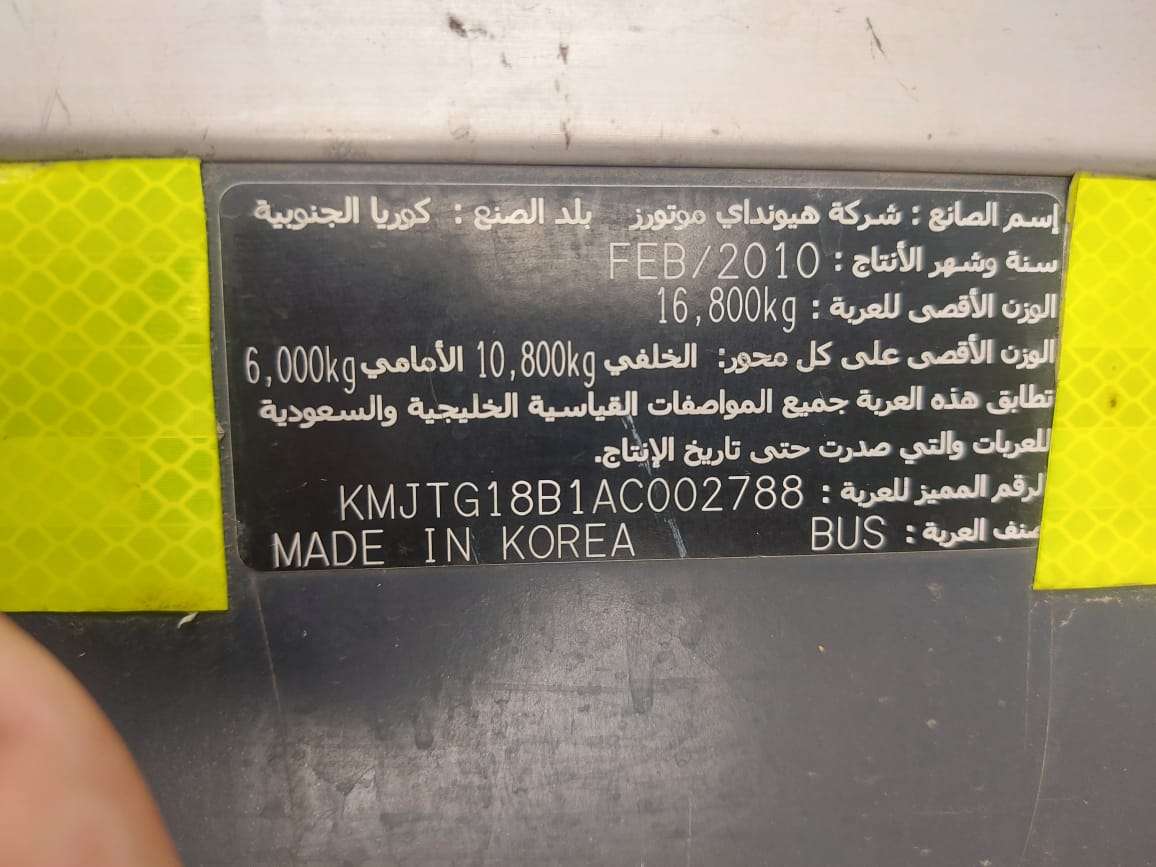 إسم الصانع : شركة هيونداي موتورز بلد الصنع : كوريا الجنوبية
سنة وشهر الأنتاج : FEB/2010
الوزن الأقصى للعربة : 16,800kg
الوزن الأقصى على كل محور: الخلفي 10,800kg الأمامي 6,000kg
تطابق هذه العربة جميع المواصفات القياسية الخليجية والسعودية
للعربات والتي صدرت حتى تاريخ الإنتاج.
الرقم المميز للعربة : KMJTG18B1AC002788
صنف العربة : BUS MADE IN KOREA